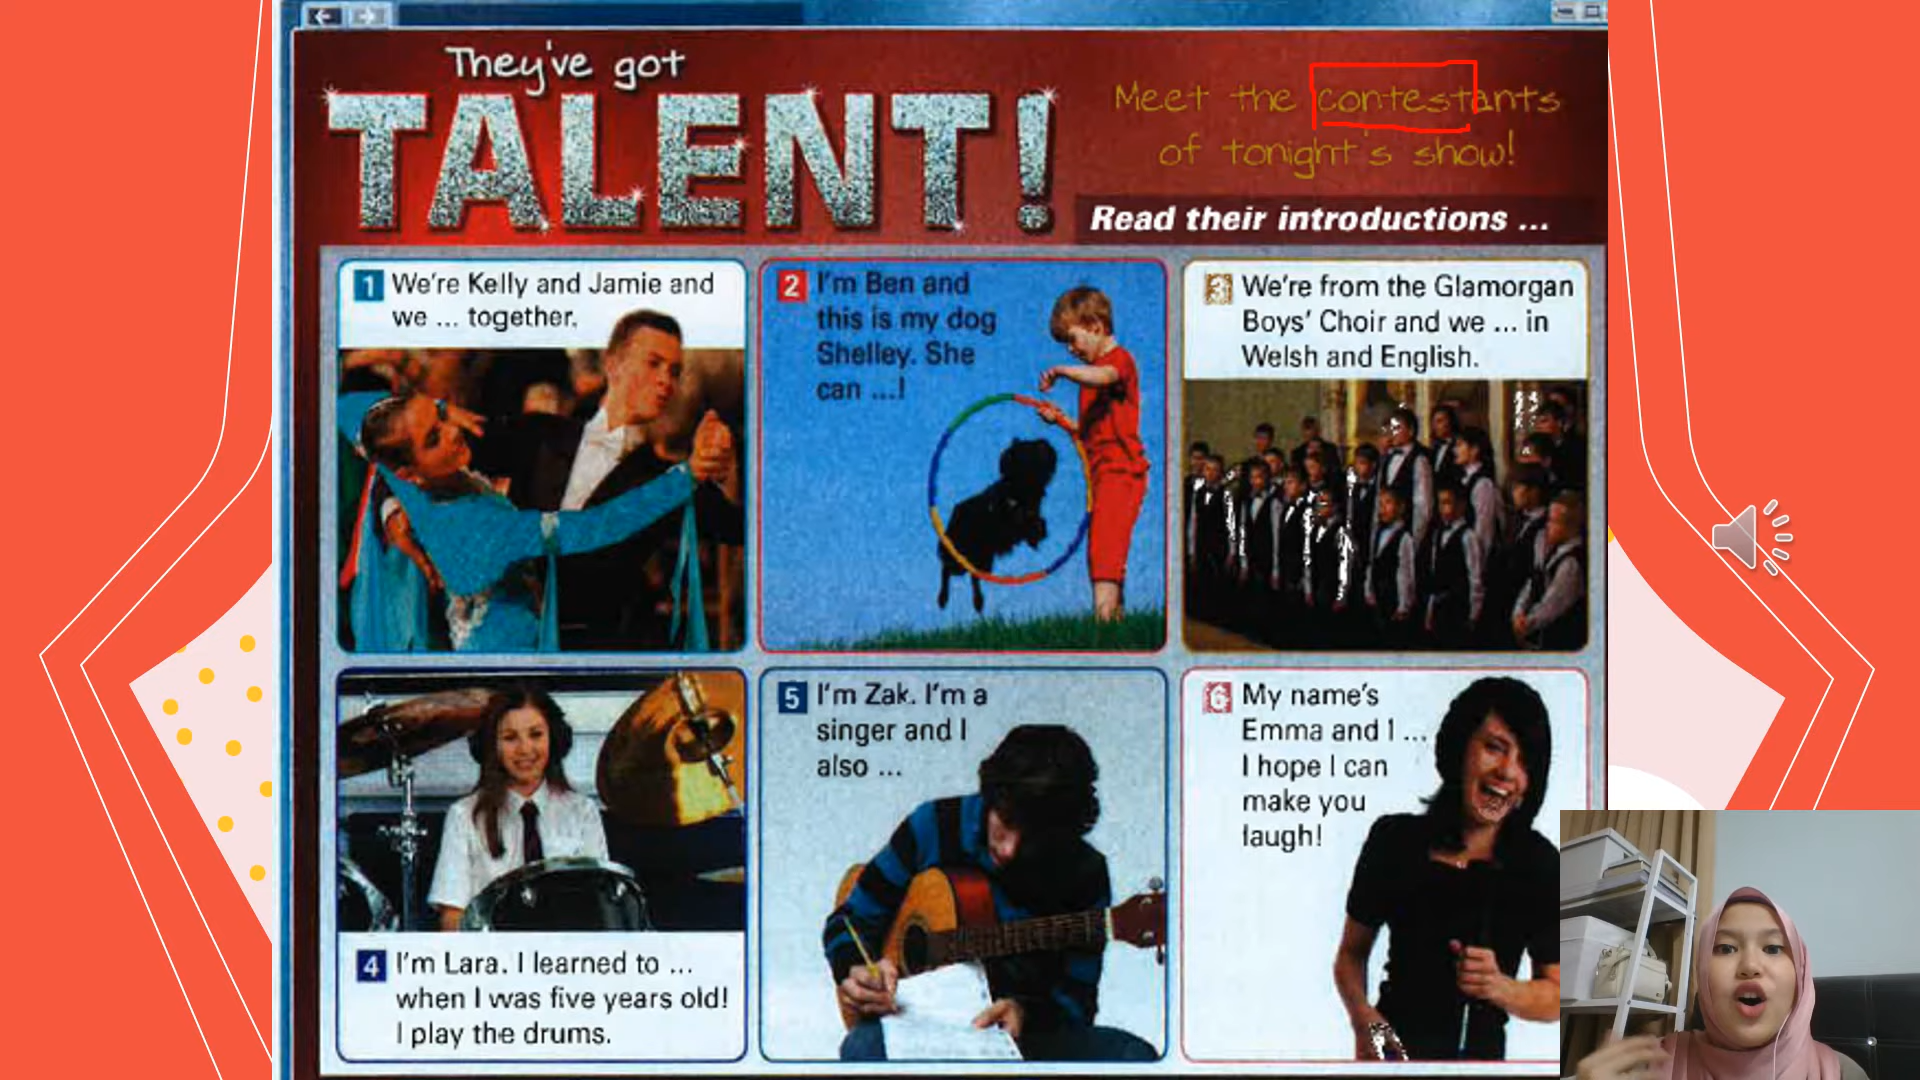 They've got
TALENT!
Meet the contestants
of tonight's show!
Read their introductions ...
1 We're Kelly and Jamie and
we ... together.
2 I'm Ben and
this is my dog
Shelley. She
can ...!
3 We're from the Glamorgan
Boys' Choir and we ... in
Welsh and English.
4 I'm Lara. I learned to ...
when I was five years old!
I play the drums.
5 I'm Zak. I'm a
singer and I
also ...
6 My name's
Emma and I ...
I hope I can
make you
laugh!